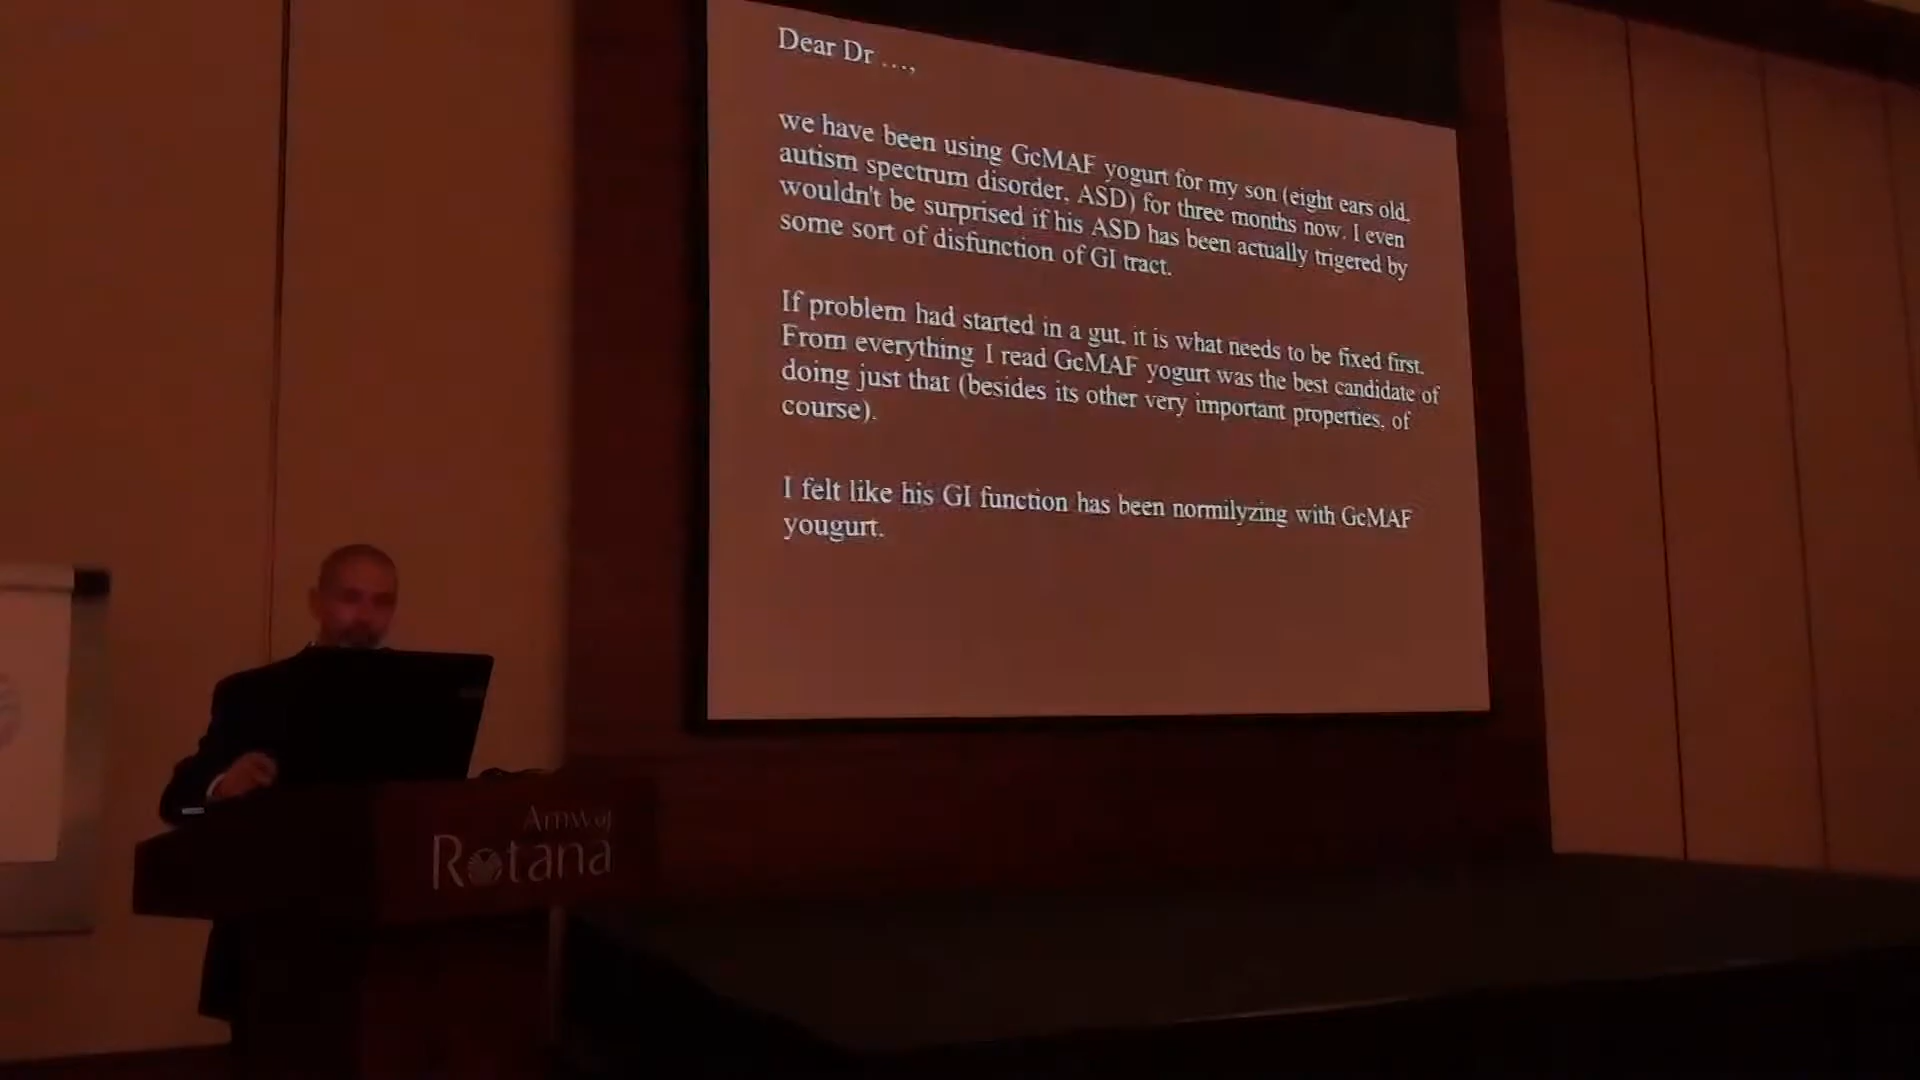 Dear Dr ...,
we have been using GcMAF yogurt for my son (eight ears old,
autism spectrum disorder, ASD) for three months now. I even
wouldn't be surprised if his ASD has been actually trigered by
some sort of disfunction of GI tract.
If problem had started in a gut, it is what needs to be fixed first.
From everything I read GcMAF yogurt was the best candidate of
doing just that (besides its other very important properties, of
course).
I felt like his GI function has been normilyzing with GcMAF
yougurt.
Amwaj
Rotana